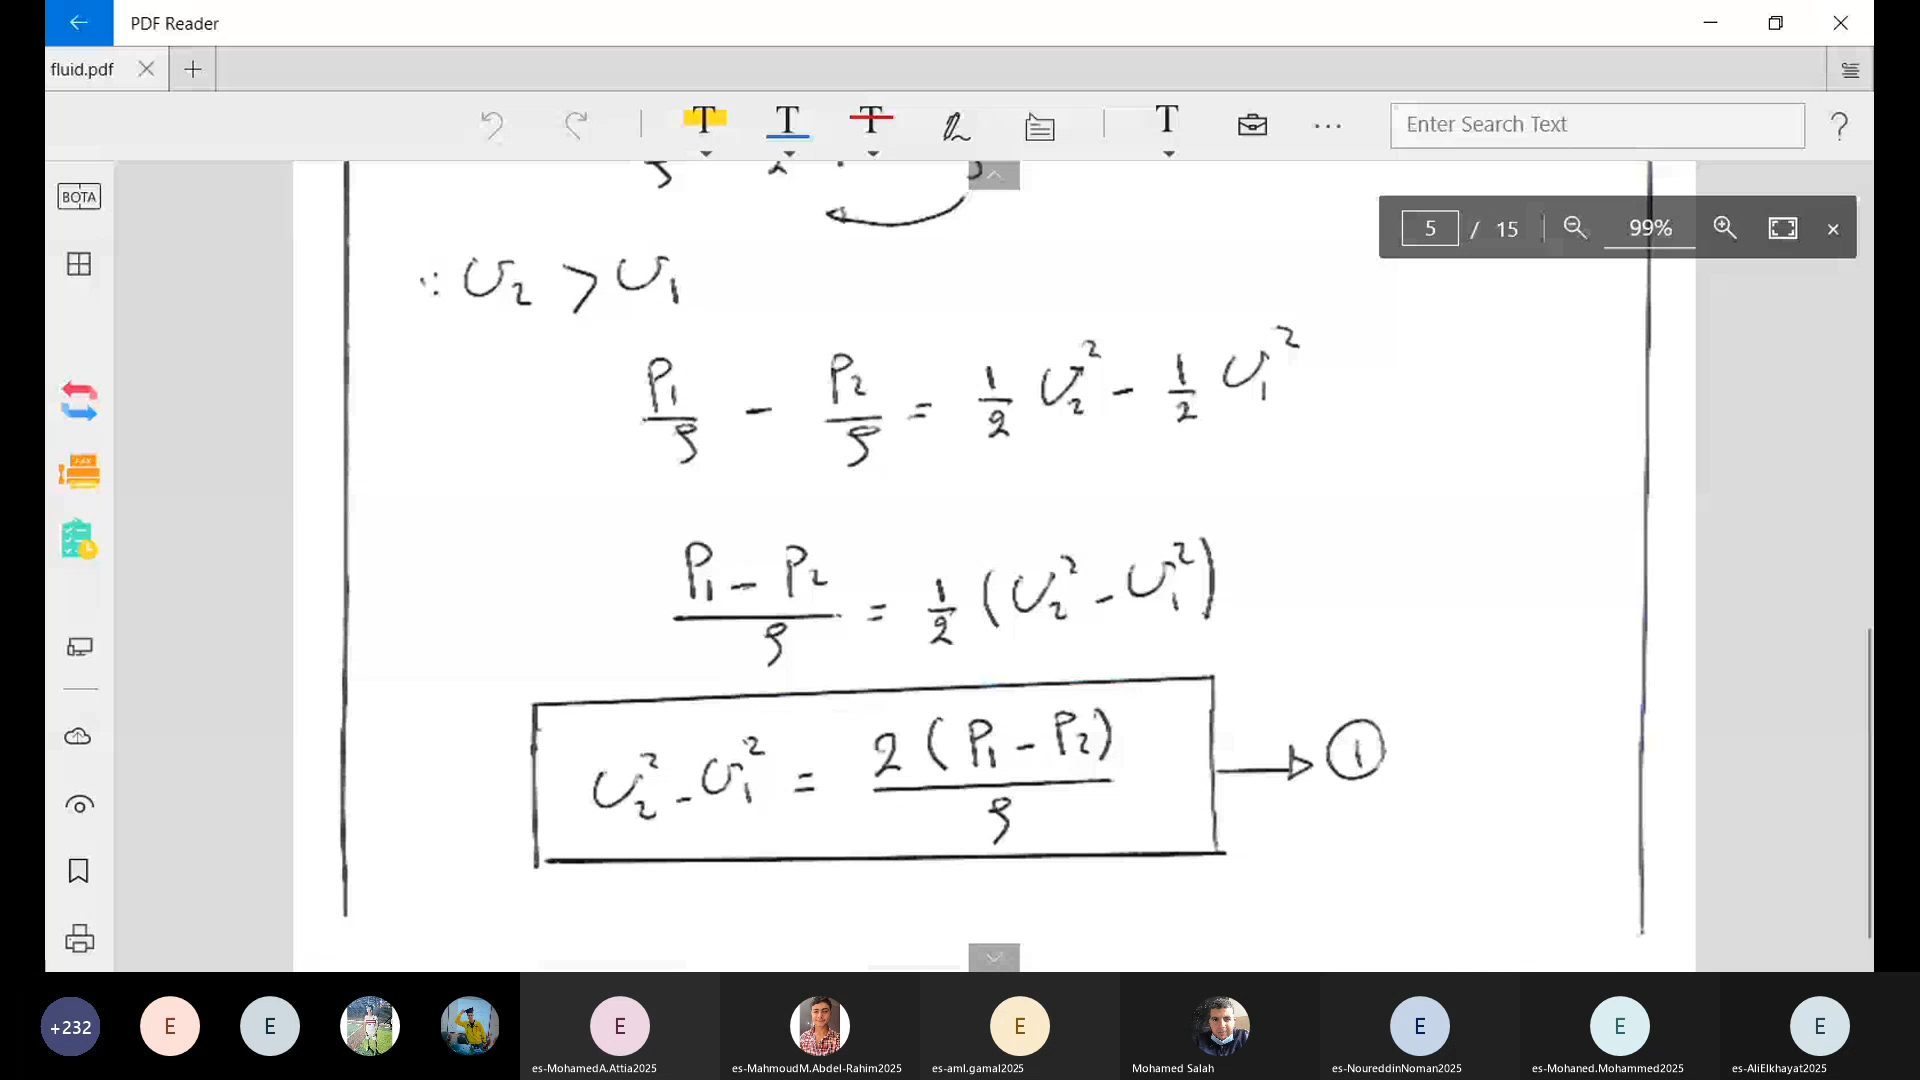 PDF Reader
fluid.pdf
Enter Search Text
?
BOTA
5 / 15 99%
∵ υ₂ > υ₁
P₁/ρ - P₂/ρ = 1/2 υ₂² - 1/2 υ₁²
(P₁ - P₂)/ρ = 1/2 (υ₂² - υ₁²)
υ₂² - υ₁² = 2 (P₁ - P₂)/ρ → ①
+232
E
E
E
E
E
E
E
es-MohamedA.Attia2025
es-MahmoudM.Abdel-Rahim2025
es-aml.gamal2025
Mohamed Salah
es-NoureddinNoman2025
es-Mohaned.Mohammed2025
es-AliElkhayat2025